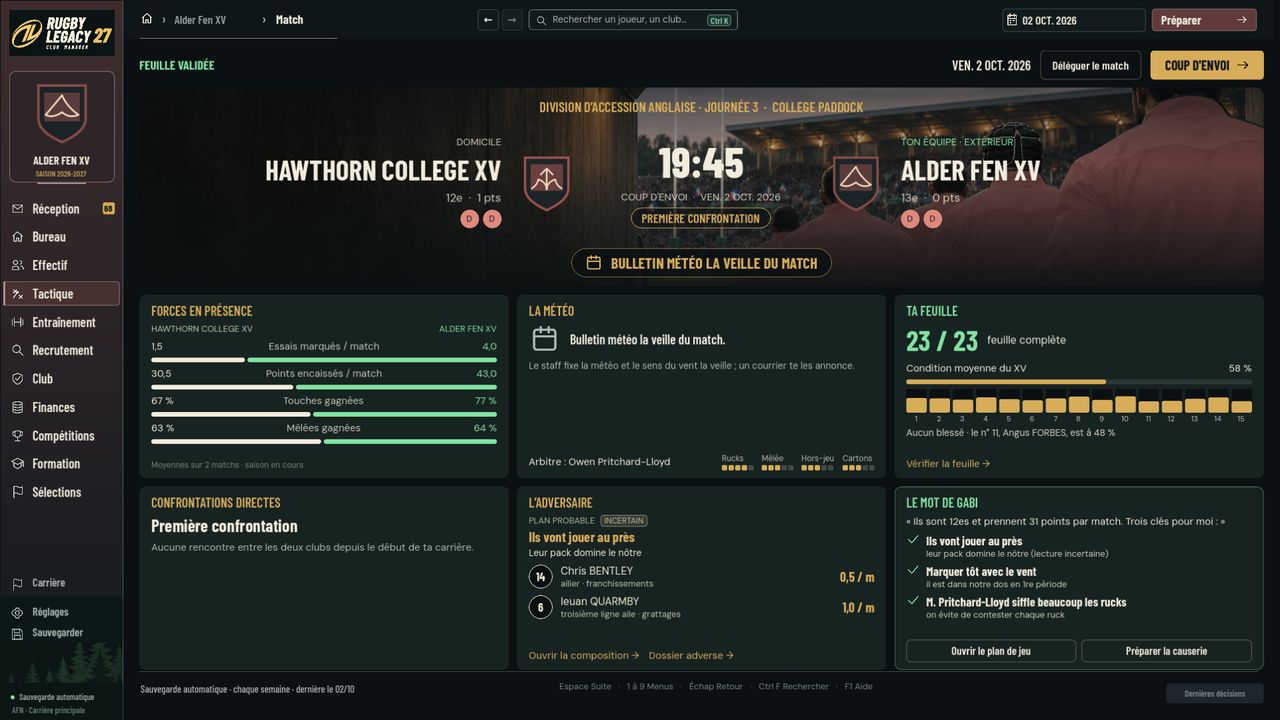 RUGBY
LEGACY 27
CLUB MANAGER
Alder Fen XV
Match
Rechercher un joueur, un club...
Ctrl K
02 OCT. 2026
Préparer
ALDER FEN XV
SAISON 2026-2027
Réception
Bureau
Effectif
Tactique
Entraînement
Recrutement
Club
Finances
Compétitions
Formation
Sélections
Carrière
Réglages
Sauvegarder
Sauvegarde automatique
AFN · Carrière principale
FEUILLE VALIDÉE
VEN. 2 OCT. 2026
Déléguer le match
COUP D'ENVOI
DIVISION D'ACCESSION ANGLAISE · JOURNÉE 3 · COLLEGE PADDOCK
DOMICILE
HAWTHORN COLLEGE XV
12e · 1 pts
D D
19:45
COUP D'ENVOI · VEN. 2 OCT. 2026
PREMIÈRE CONFRONTATION
TON ÉQUIPE · EXTÉRIEUR
ALDER FEN XV
13e · 0 pts
D D
BULLETIN MÉTÉO LA VEILLE DU MATCH
FORCES EN PRÉSENCE
HAWTHORN COLLEGE XV ALDER FEN XV
1,5 Essais marqués / match 4,0
30,5 Points encaissés / match 43,0
67 % Touches gagnées 77 %
63 % Mêlées gagnées 64 %
Moyennes sur 2 matchs · saison en cours
LA MÉTÉO
Bulletin météo la veille du match.
Le staff fixe la météo et le sens du vent la veille ; un courrier te les annonce.
Arbitre : Owen Pritchard-Lloyd
Rucks Mêlée Hors-jeu Cartons
TA FEUILLE
23 / 23 feuille complète
Condition moyenne du XV 58 %
1 2 3 4 5 6 7 8 9 10 11 12 13 14 15
Aucun blessé · le n° 11, Angus FORBES, est à 48 %
Vérifier la feuille →
CONFRONTATIONS DIRECTES
Première confrontation
Aucune rencontre entre les deux clubs depuis le début de ta carrière.
L'ADVERSAIRE
PLAN PROBABLE INCERTAIN
Ils vont jouer au près
Leur pack domine le nôtre
14 Chris BENTLEY 0,5 / m
ailier · franchissements
6 Ieuan QUARMBY 1,0 / m
troisième ligne aile · grattages
Ouvrir la composition → Dossier adverse →
LE MOT DE GABI
« Ils sont 12es et prennent 31 points par match. Trois clés pour moi : »
Ils vont jouer au près
leur pack domine le nôtre (lecture incertaine)
Marquer tôt avec le vent
il est dans notre dos en 1re période
M. Pritchard-Lloyd siffle beaucoup les rucks
on évite de contester chaque ruck
Ouvrir le plan de jeu
Préparer la causerie
Sauvegarde automatique · chaque semaine · dernière le 02/10
Espace Suite · 1 à 9 Menus · Échap Retour · Ctrl F Rechercher · F1 Aide
Dernières décisions